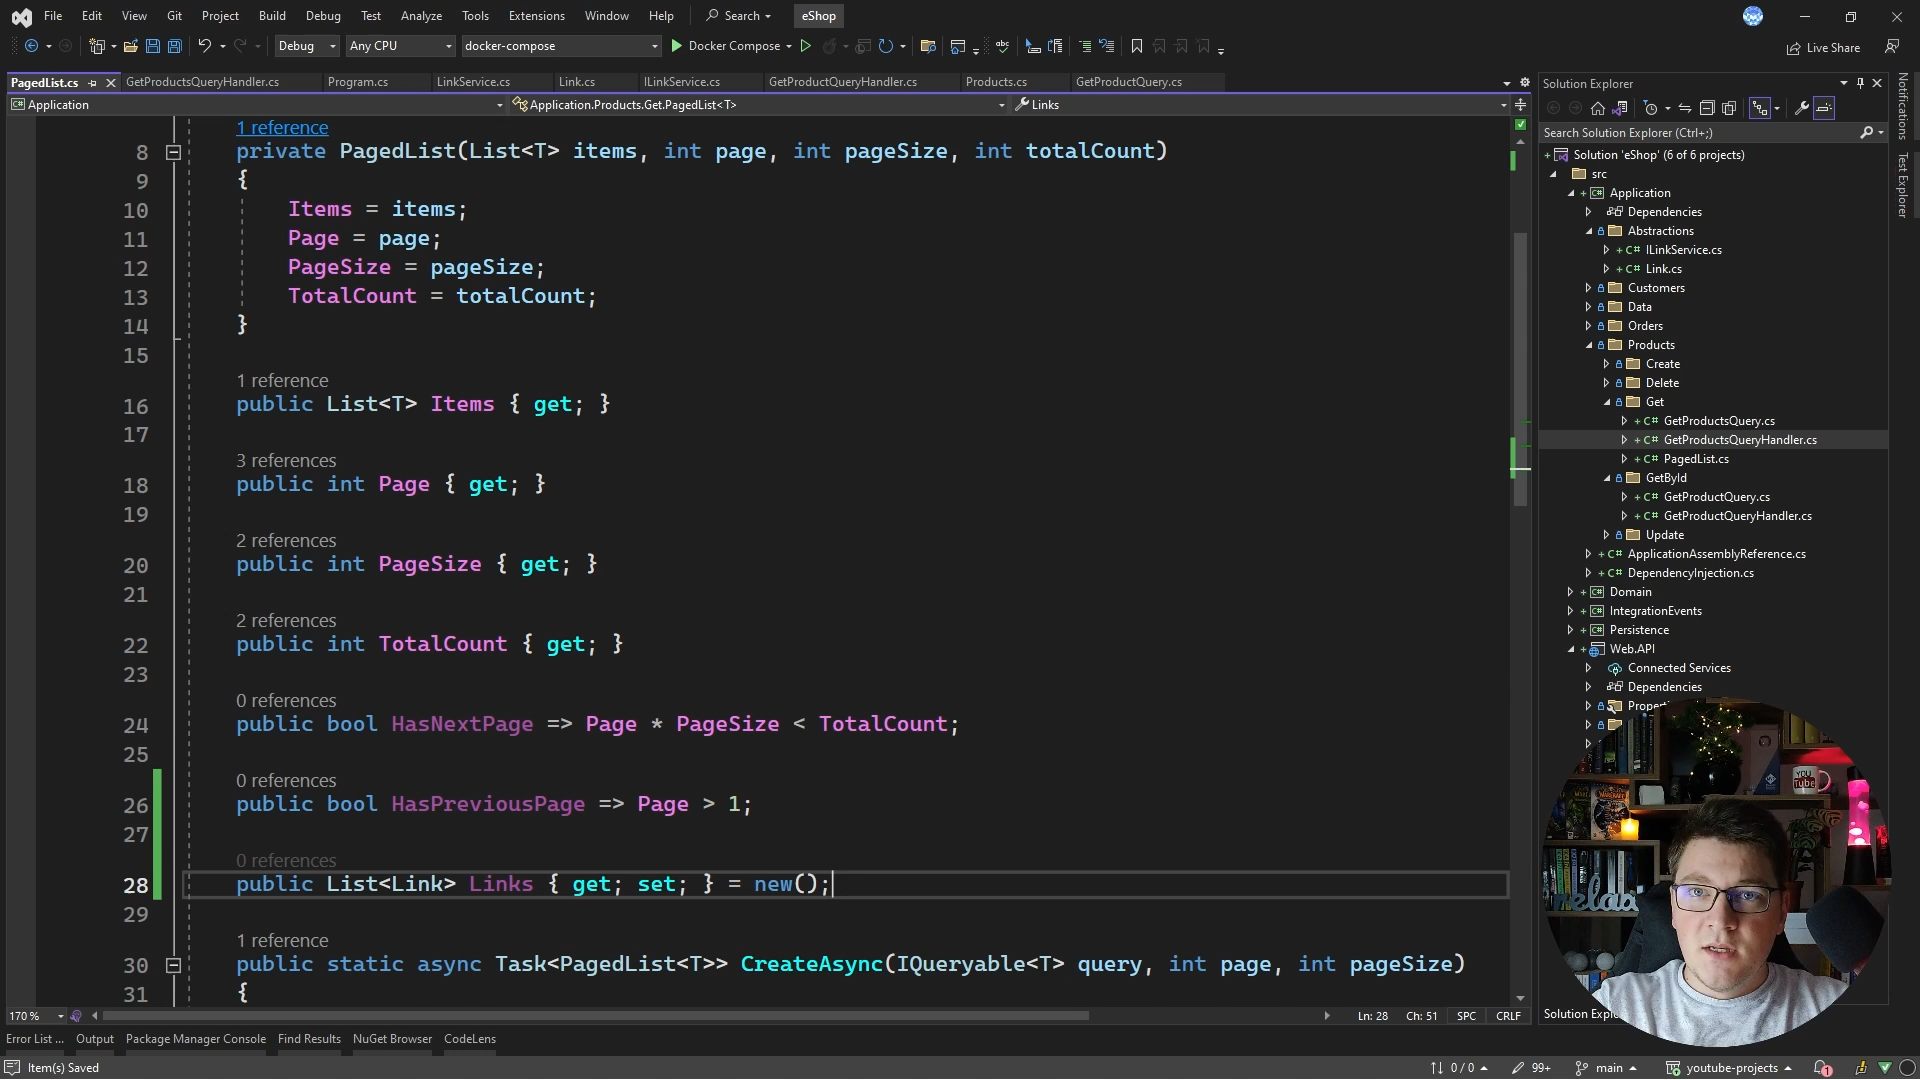 File Edit View Git Project Build Debug Test Analyze Tools Extensions Window Help Search eShop
Debug Any CPU docker-compose Docker Compose Live Share
PagedList.cs GetProductsQueryHandler.cs Program.cs LinkService.cs Link.cs ILinkService.cs GetProductQueryHandler.cs Products.cs GetProductQuery.cs
Application Application.Products.Get.PagedList<T> Links
1 reference
8 private PagedList(List<T> items, int page, int pageSize, int totalCount)
9 {
10 Items = items;
11 Page = page;
12 PageSize = pageSize;
13 TotalCount = totalCount;
14 }
15
1 reference
16 public List<T> Items { get; }
17
3 references
18 public int Page { get; }
19
2 references
20 public int PageSize { get; }
21
2 references
22 public int TotalCount { get; }
23
0 references
24 public bool HasNextPage => Page * PageSize < TotalCount;
25
0 references
26 public bool HasPreviousPage => Page > 1;
27
0 references
28 public List<Link> Links { get; set; } = new();
29
1 reference
30 public static async Task<PagedList<T>> CreateAsync(IQueryable<T> query, int page, int pageSize)
31 {
170 % Ln: 28 Ch: 51 SPC CRLF
Error List ... Output Package Manager Console Find Results NuGet Browser CodeLens
Item(s) Saved 0 / 0 99+ main youtube-projects 1
Solution Explorer
Search Solution Explorer (Ctrl+;)
Solution 'eShop' (6 of 6 projects)
src
C# Application
Dependencies
Abstractions
C# ILinkService.cs
C# Link.cs
Customers
Data
Orders
Products
Create
Delete
Get
C# GetProductsQuery.cs
C# GetProductsQueryHandler.cs
C# PagedList.cs
GetById
C# GetProductQuery.cs
C# GetProductQueryHandler.cs
Update
C# ApplicationAssemblyReference.cs
C# DependencyInjection.cs
C# Domain
C# IntegrationEvents
C# Persistence
Web.API
Connected Services
Dependencies
Properti
Solution Explo
Notifications
Test Explorer
YOU
TUBE
relax